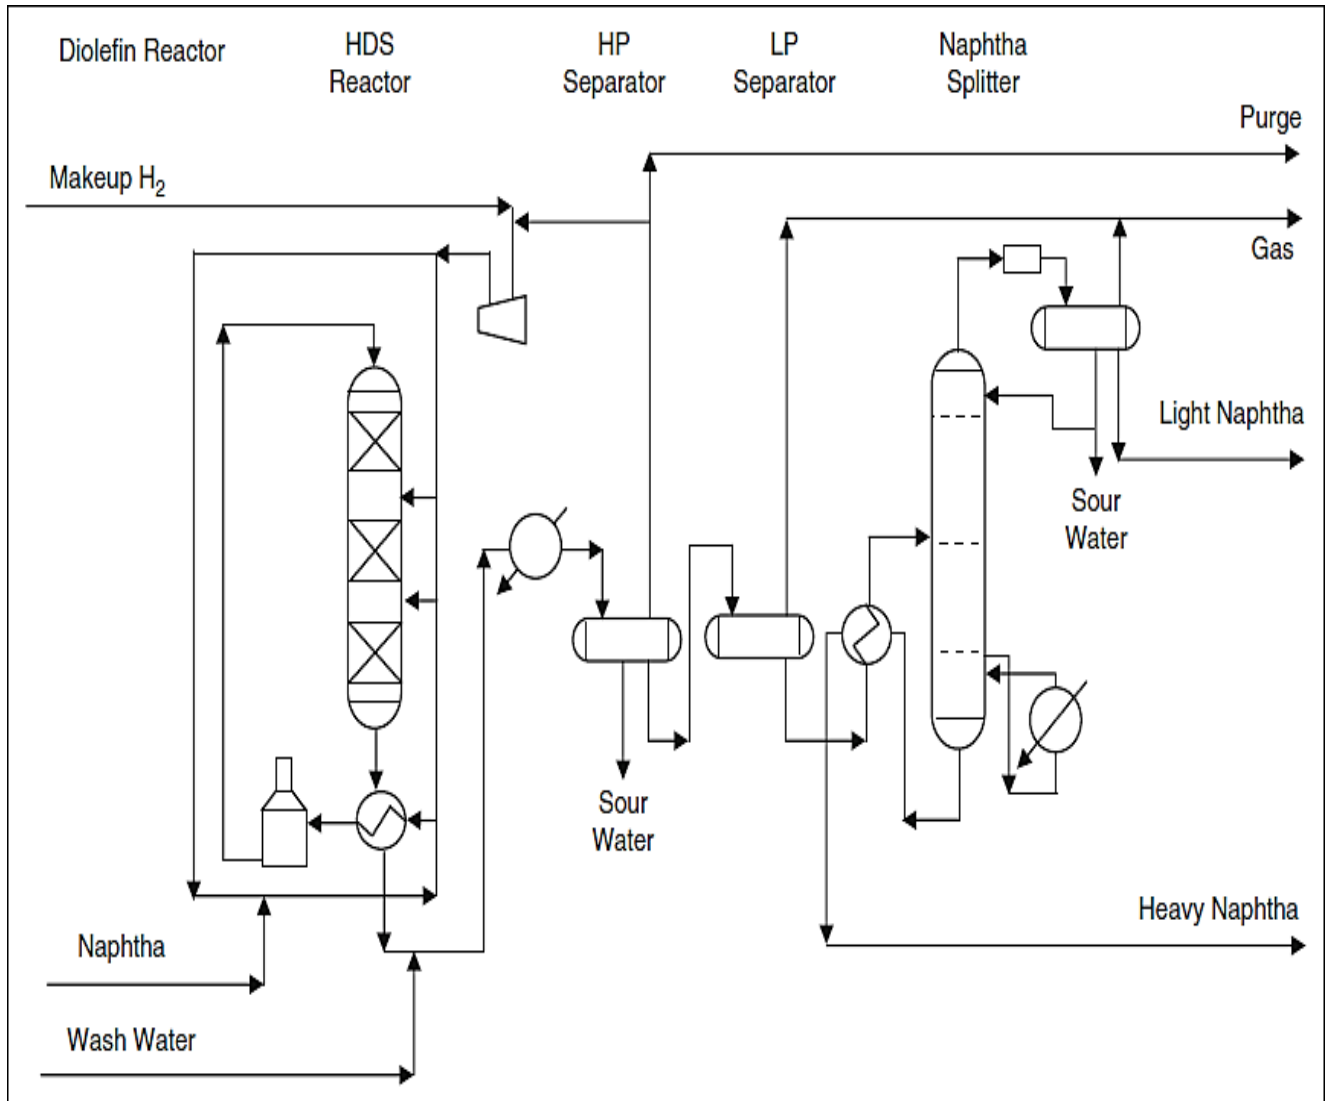 Diolefin Reactor
HDS
Reactor
HP
Separator
LP
Separator
Naphtha
Splitter
Purge
Makeup H₂
Gas
Light Naphtha
Sour
Water
Sour
Water
Heavy Naphtha
Naphtha
Wash Water